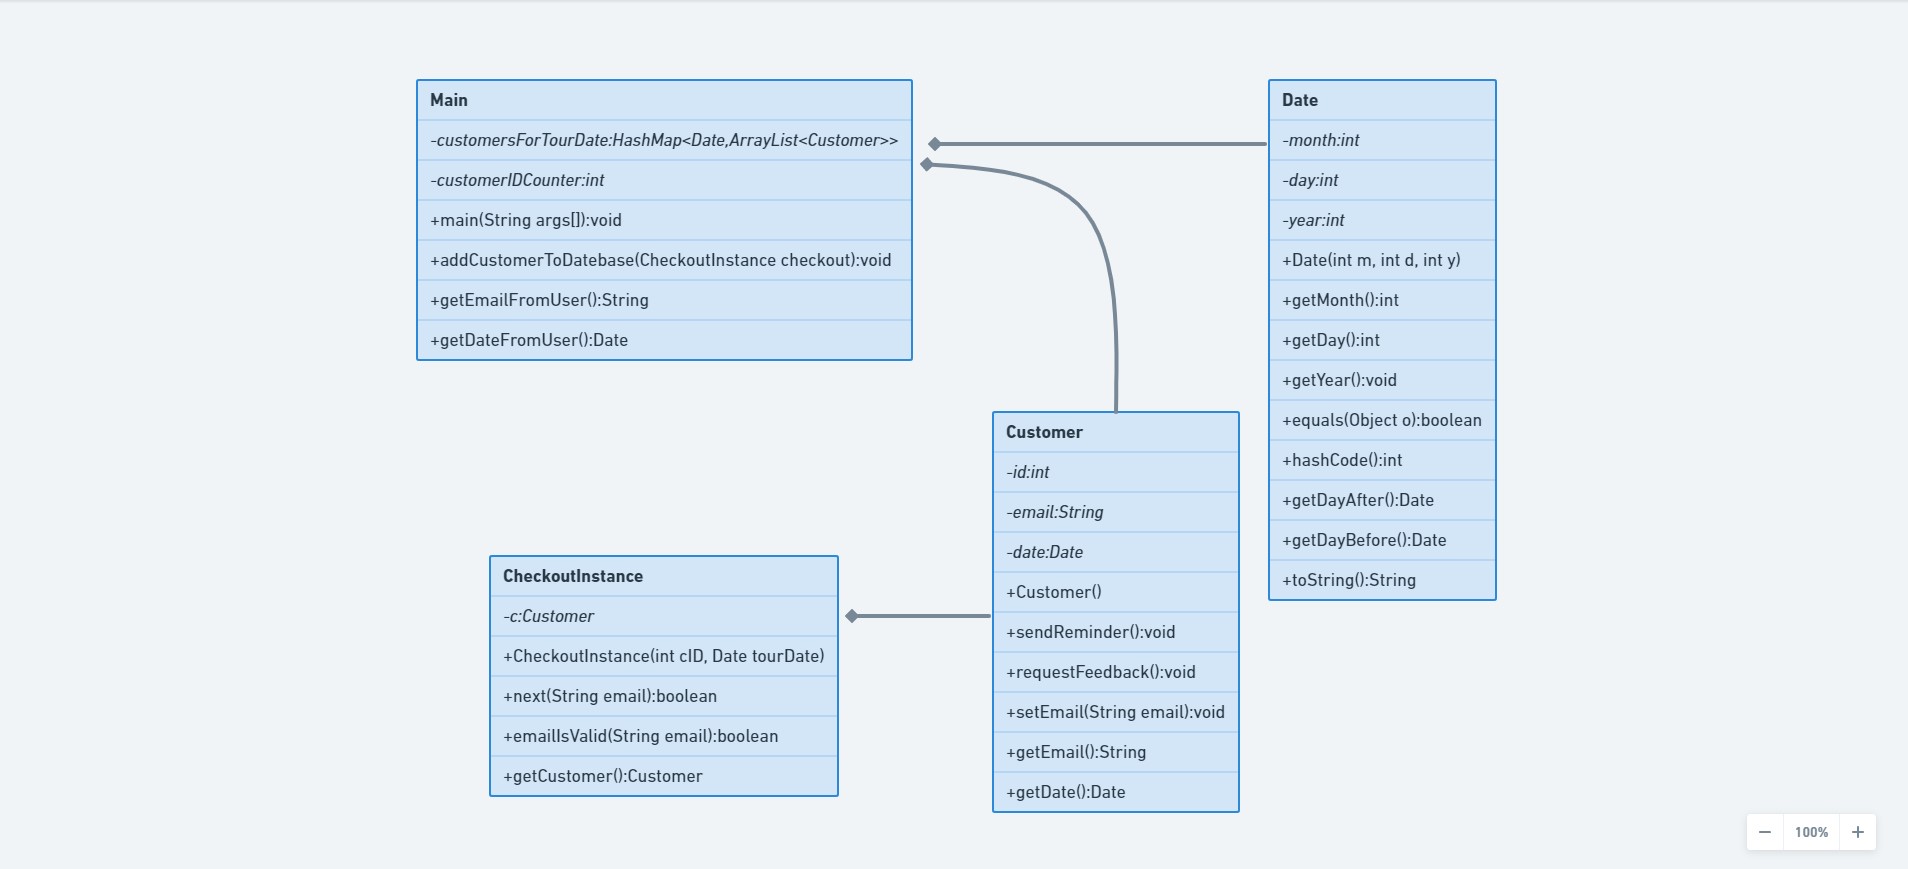 Main
-customersForTourDate:HashMap<Date,ArrayList<Customer>>
-customerIDCounter:int
+main(String args[]):void
+addCustomerToDatebase(CheckoutInstance checkout):void
+getEmailFromUser():String
+getDateFromUser():Date
Date
-month:int
-day:int
-year:int
+Date(int m, int d, int y)
+getMonth():int
+getDay():int
+getYear():void
+equals(Object o):boolean
+hashCode():int
+getDayAfter():Date
+getDayBefore():Date
+toString():String
Customer
-id:int
-email:String
-date:Date
+Customer()
+sendReminder():void
+requestFeedback():void
+setEmail(String email):void
+getEmail():String
+getDate():Date
CheckoutInstance
-c:Customer
+CheckoutInstance(int cID, Date tourDate)
+next(String email):boolean
+emailIsValid(String email):boolean
+getCustomer():Customer
100%